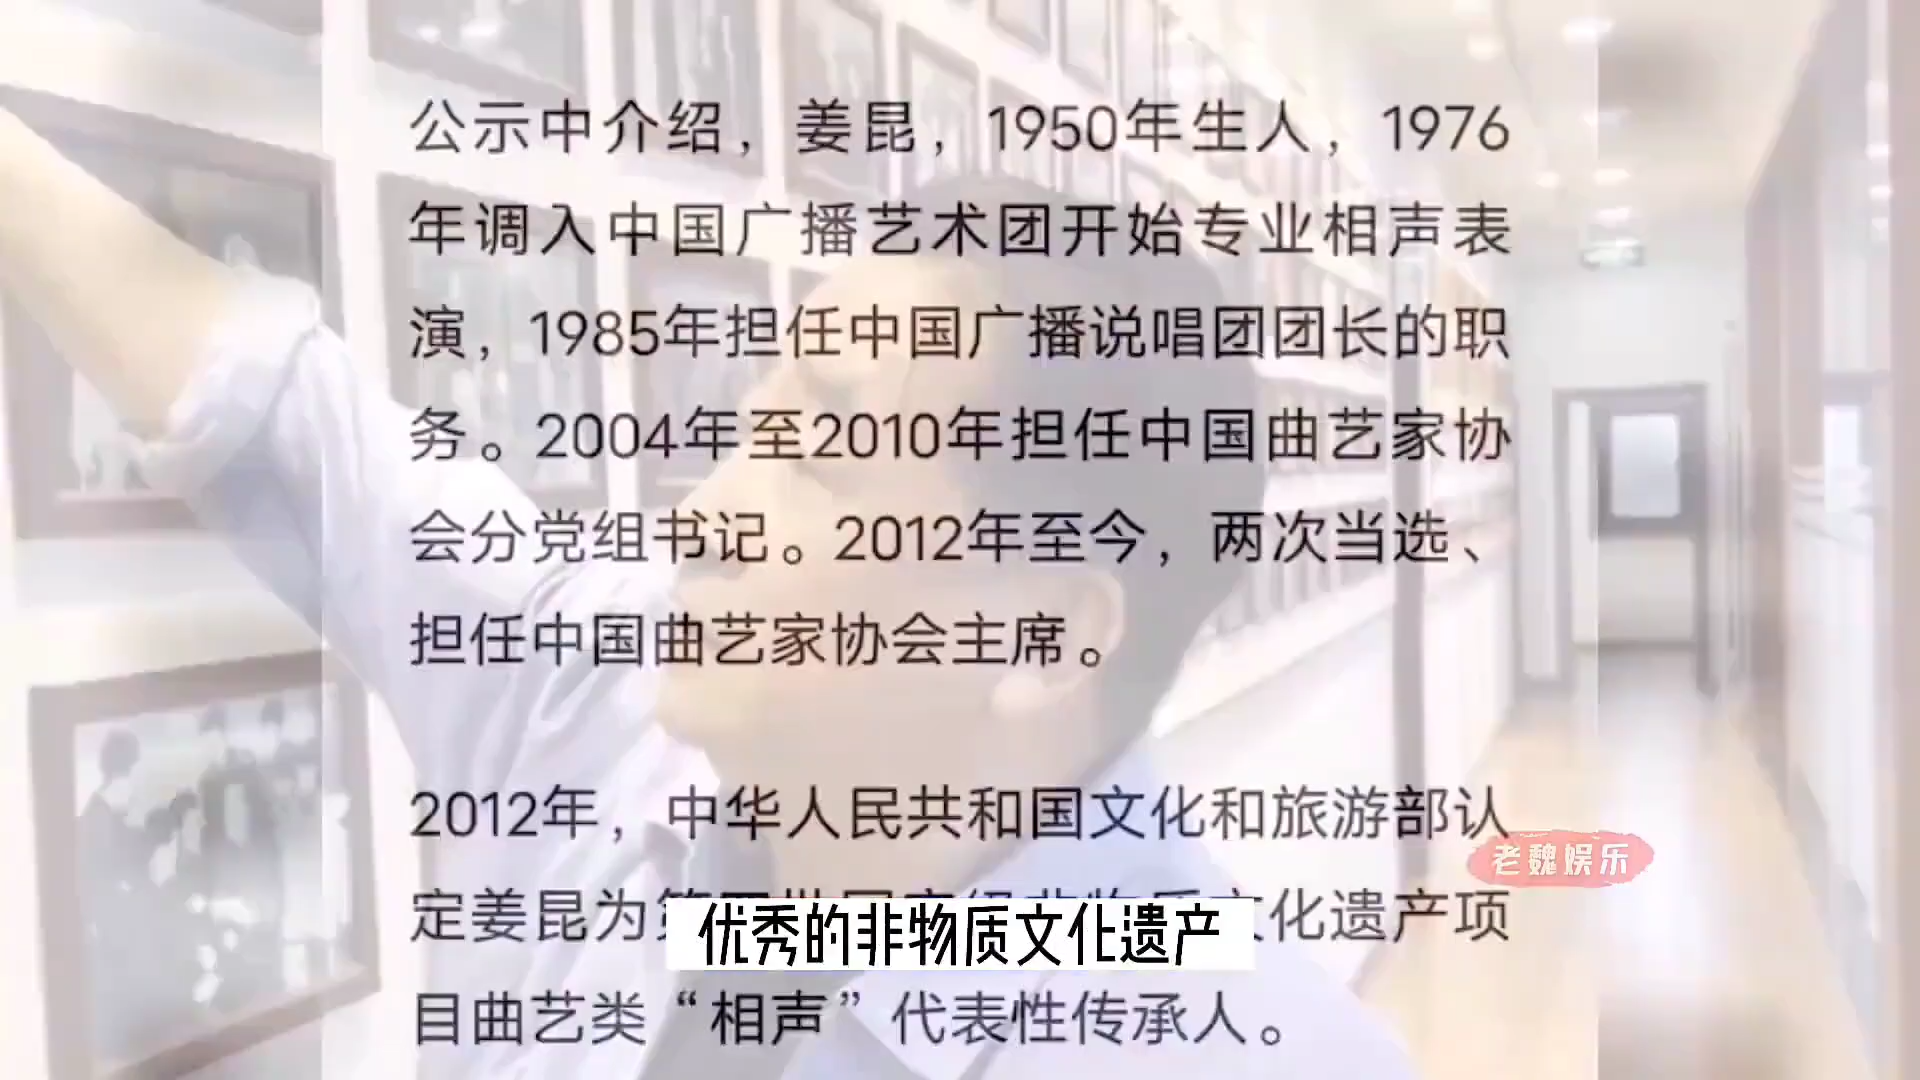 公示中介绍，姜昆，1950年生人，1976
年调入中国广播艺术团开始专业相声表
演，1985年担任中国广播说唱团团长的职
务。2004年至2010年担任中国曲艺家协
会分党组书记。2012年至今，两次当选、
担任中国曲艺家协会主席。
2012年，中华人民共和国文化和旅游部认
老魏娱乐
定姜昆为 文化遗产项
优秀的非物质文化遗产
目曲艺类“相声”代表性传承人。